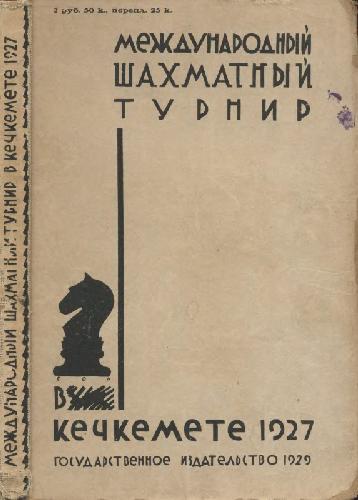 2 руб. 50 к., перепл. 25 к.
МЕЖДУНАРОДНЫЙ
ШАХМАТНЫЙ
ТУРНИР
В
КЕЧКЕМЕТЕ 1927
ГОСУДАРСТВЕННОЕ ИЗДАТЕЛЬСТВО 1929
МЕЖДУНАРОДНЫЙ ШАХМАТНЫЙ ТУРНИР В КЕЧКЕМЕТЕ 1927